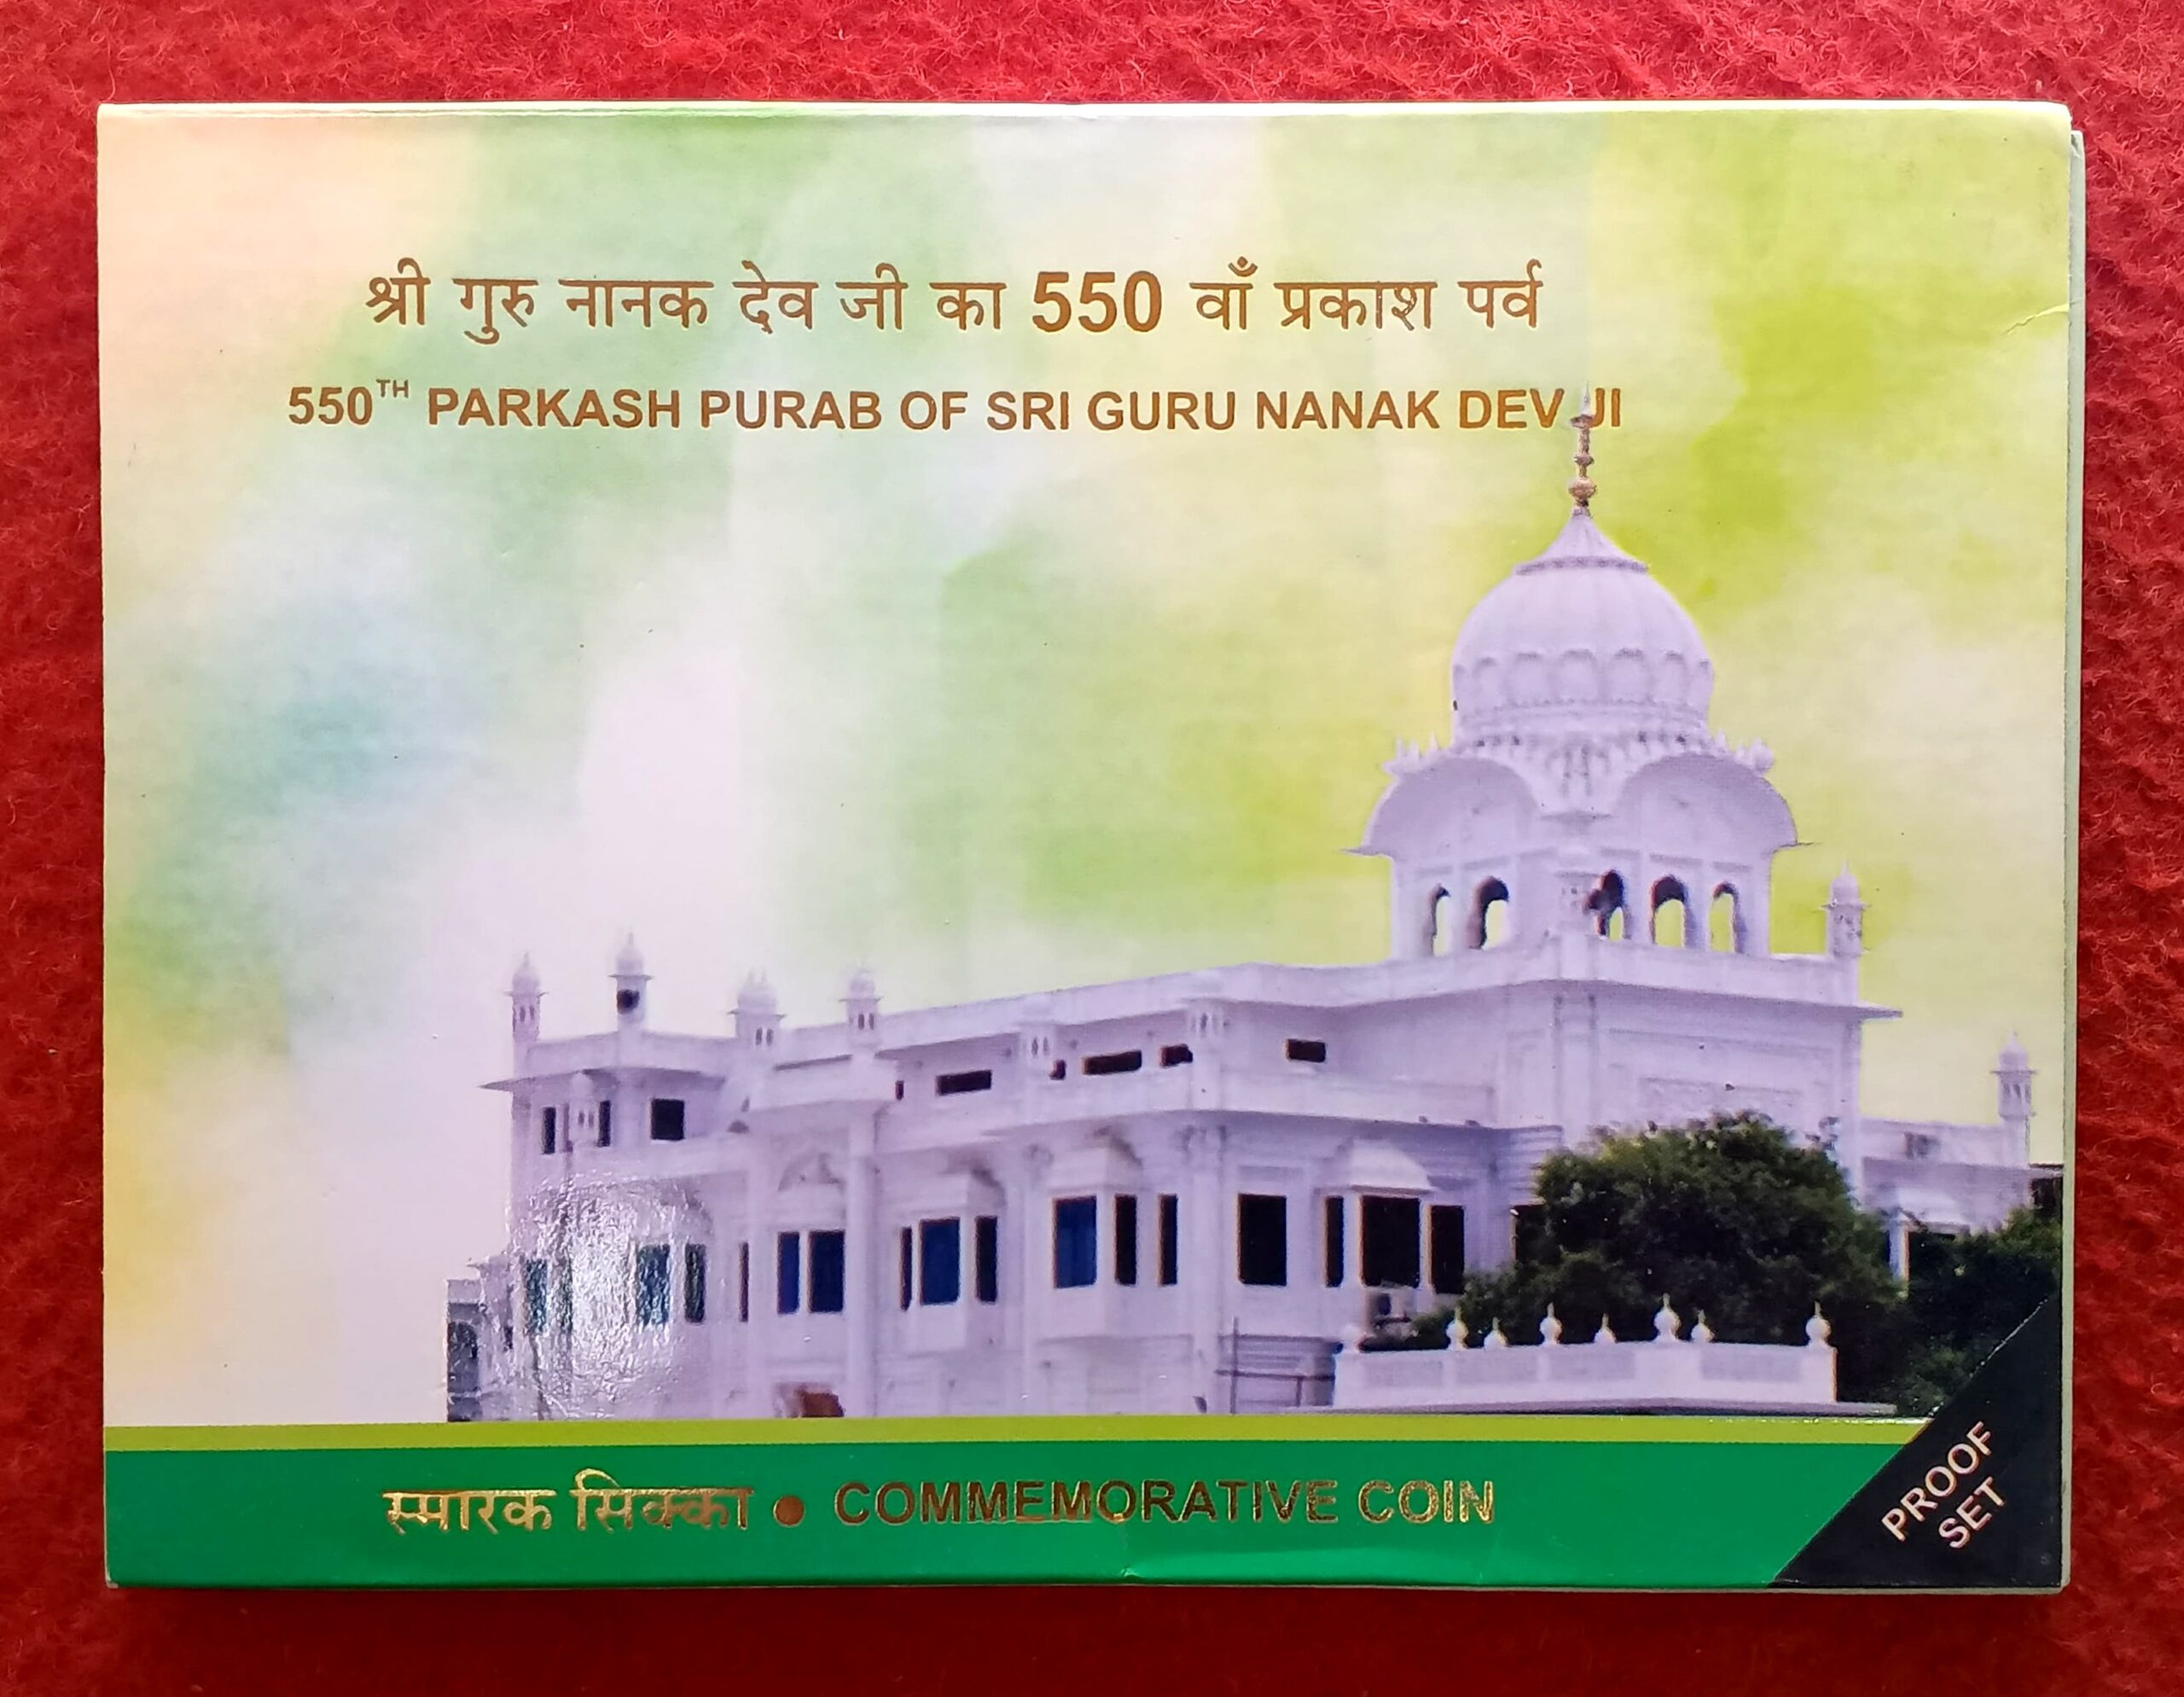 श्री गुरु नानक देव जी का 550 वाँ प्रकाश पर्व
550TH PARKASH PURAB OF SRI GURU NANAK DEV JI
स्मारक सिक्का • COMMEMORATIVE COIN
PROOF
SET